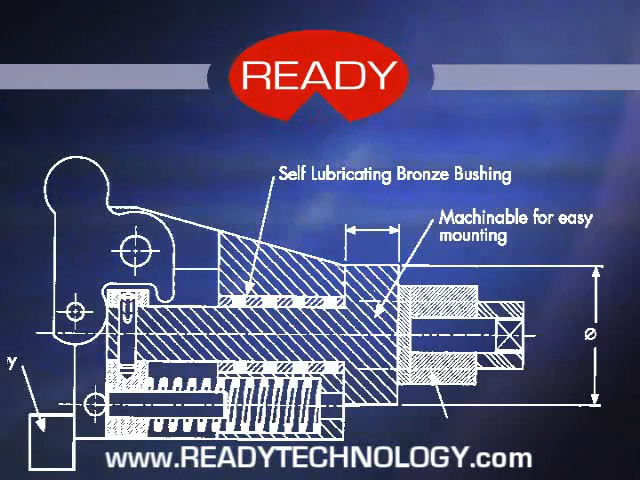 READY
Self Lubricating Bronze Bushing
Machinable for easy
mounting
Ø
y
www.READYTECHNOLOGY.com